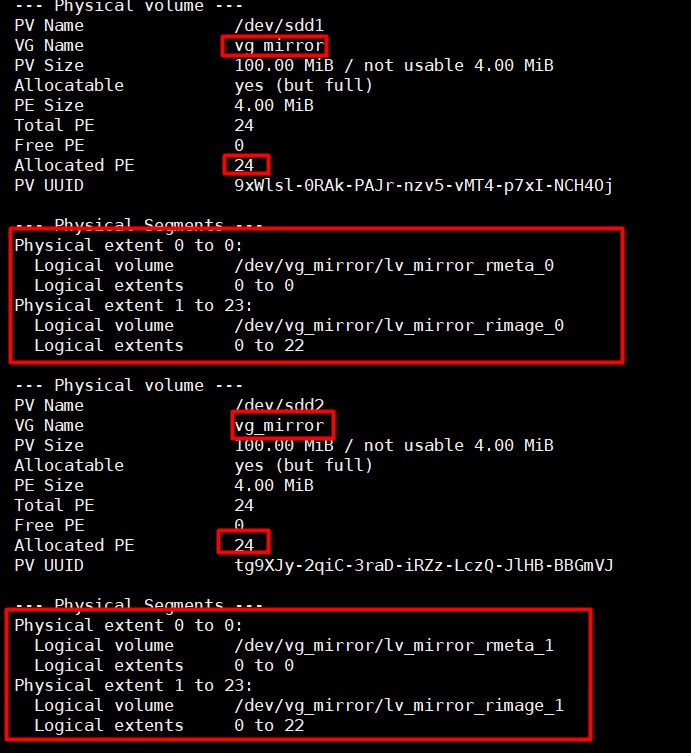 --- Physical volume ---
PV Name               /dev/sdd1
VG Name               vg_mirror
PV Size               100.00 MiB / not usable 4.00 MiB
Allocatable           yes (but full)
PE Size               4.00 MiB
Total PE              24
Free PE               0
Allocated PE          24
PV UUID               9xWlsl-0RAk-PAJr-nzv5-vMT4-p7xI-NCH4Oj
--- Physical Segments ---
Physical extent 0 to 0:
  Logical volume      /dev/vg_mirror/lv_mirror_rmeta_0
  Logical extents     0 to 0
Physical extent 1 to 23:
  Logical volume      /dev/vg_mirror/lv_mirror_rimage_0
  Logical extents     0 to 22
--- Physical volume ---
PV Name               /dev/sdd2
VG Name               vg_mirror
PV Size               100.00 MiB / not usable 4.00 MiB
Allocatable           yes (but full)
PE Size               4.00 MiB
Total PE              24
Free PE               0
Allocated PE          24
PV UUID               tg9XJy-2qiC-3raD-iRZz-LczQ-JlHB-BBGmVJ
--- Physical Segments ---
Physical extent 0 to 0:
  Logical volume      /dev/vg_mirror/lv_mirror_rmeta_1
  Logical extents     0 to 0
Physical extent 1 to 23:
  Logical volume      /dev/vg_mirror/lv_mirror_rimage_1
  Logical extents     0 to 22